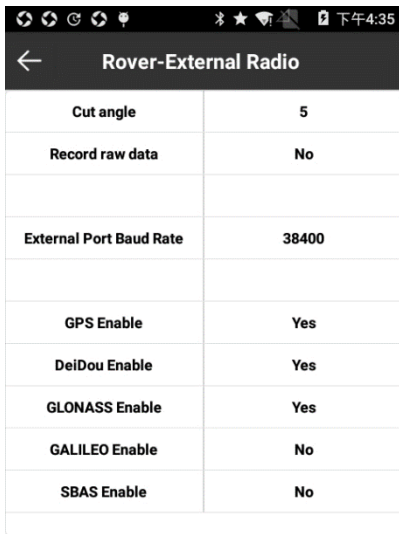 下午4:35
Rover-External Radio
Cut angle 5
Record raw data No
External Port Baud Rate 38400
GPS Enable Yes
DeiDou Enable Yes
GLONASS Enable Yes
GALILEO Enable No
SBAS Enable No